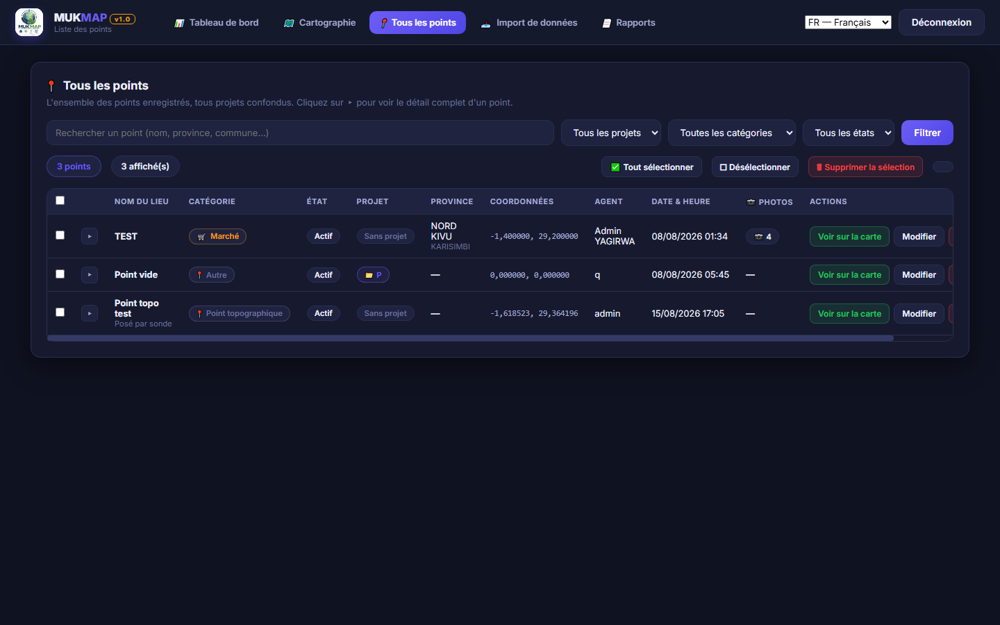 MUKMAP v1.0
Liste des points
Tableau de bord
Cartographie
Tous les points
Import de données
Rapports
FR — Français
Déconnexion
Tous les points
L'ensemble des points enregistrés, tous projets confondus. Cliquez sur ▸ pour voir le détail complet d'un point.
Rechercher un point (nom, province, commune...)
Tous les projets
Toutes les catégories
Tous les états
Filtrer
3 points
3 affiché(s)
Tout sélectionner
Désélectionner
Supprimer la sélection
NOM DU LIEU CATÉGORIE ÉTAT PROJET PROVINCE COORDONNÉES AGENT DATE & HEURE PHOTOS ACTIONS
TEST
Marché
Actif
Sans projet
NORD
KIVU
KARISIMBI
-1,400000, 29,200000
Admin
YAGIRWA
08/08/2026 01:34
4
Voir sur la carte
Modifier
Point vide
Autre
Actif
P
—
0,000000, 0,000000
q
08/08/2026 05:45
—
Voir sur la carte
Modifier
Point topo
test
Posé par sonde
Point topographique
Actif
Sans projet
—
-1,618523, 29,364196
admin
15/08/2026 17:05
—
Voir sur la carte
Modifier